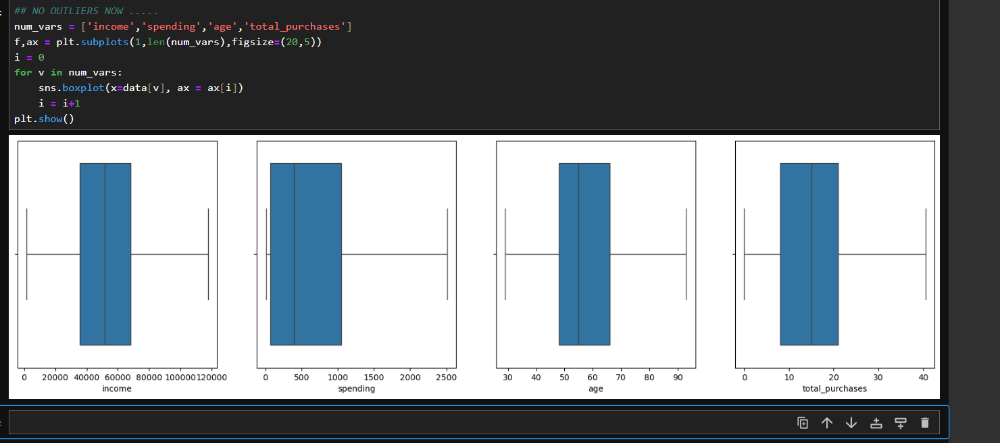 ## NO OUTLIERS NOW .....
num_vars = ['income','spending','age','total_purchases']
f,ax = plt.subplots(1,len(num_vars),figsize=(20,5))
i = 0
for v in num_vars:
    sns.boxplot(x=data[v], ax = ax[i])
    i = i+1
plt.show()
0 20000 40000 60000 80000 100000120000
income
0 500 1000 1500 2000 2500
spending
30 40 50 60 70 80 90
age
0 10 20 30 40
total_purchases